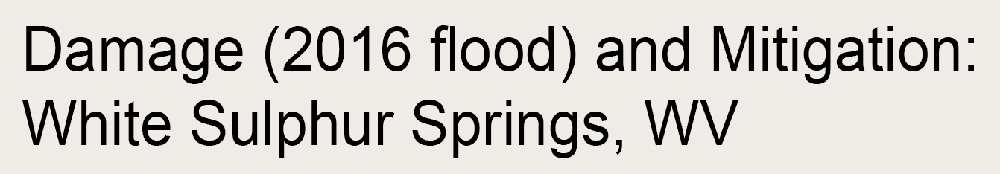 Damage (2016 flood) and Mitigation:
White Sulphur Springs, WV